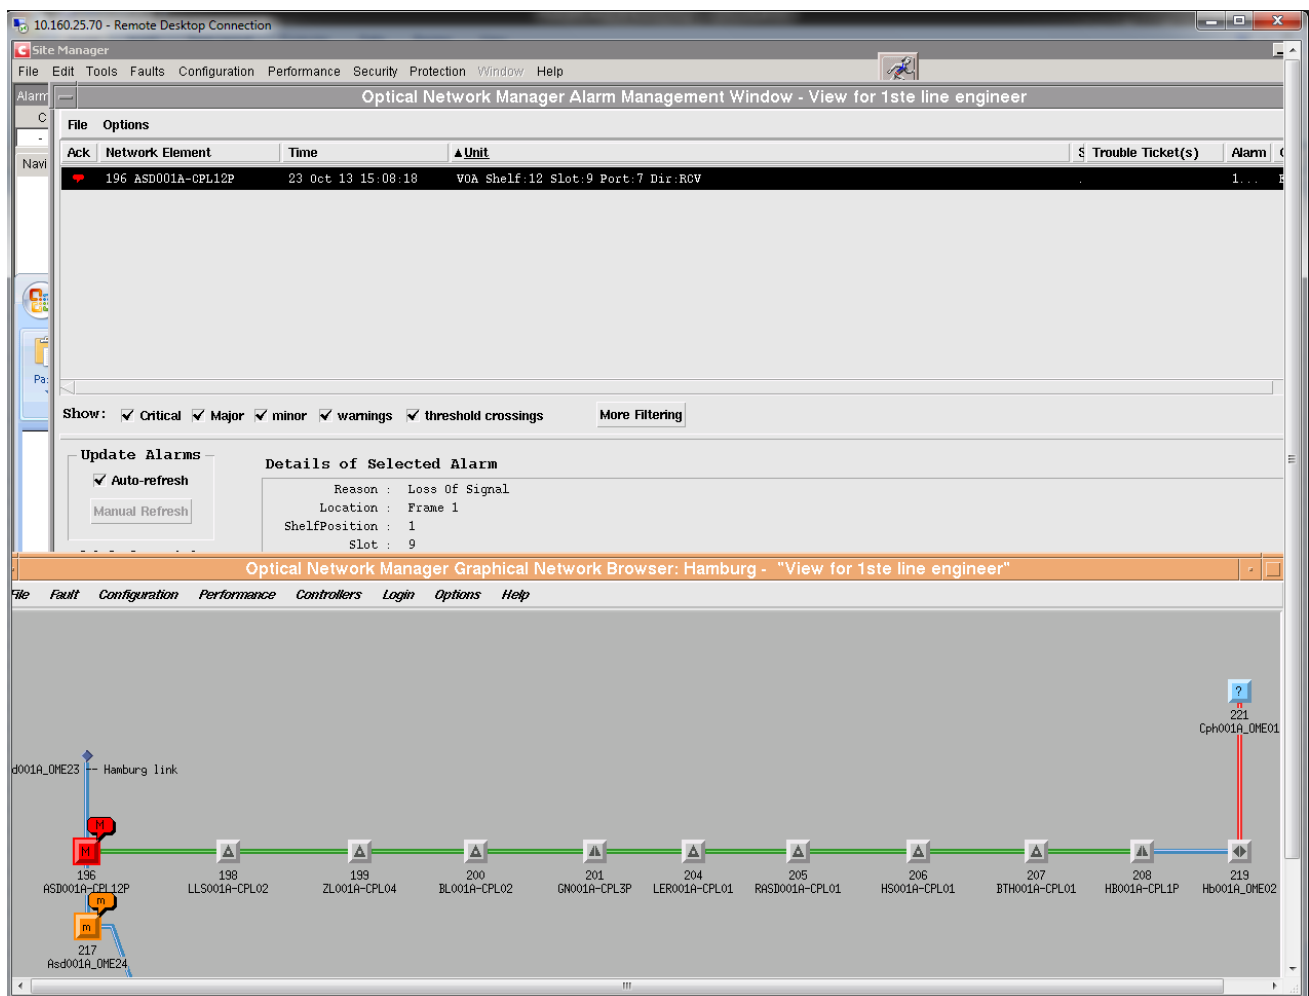 10.160.25.70 - Remote Desktop Connection
Site Manager
File Edit Tools Faults Configuration Performance Security Protection Window Help
Alarm
Optical Network Manager Alarm Management Window - View for 1ste line engineer
C
File Options
-
Ack Network Element Time ▲Unit S Trouble Ticket(s) Alarm
Navi
196 ASD001A-CPL12P 23 Oct 13 15:08:18 VOA Shelf:12 Slot:9 Port:7 Dir:RCV . 1... E
Pa
Show: Critical Major minor warnings threshold crossings More Filtering
Update Alarms
Auto-refresh
Manual Refresh
Details of Selected Alarm
Reason : Loss Of Signal
Location : Frame 1
ShelfPosition : 1
Slot : 9
Optical Network Manager Graphical Network Browser: Hamburg - "View for 1ste line engineer"
File Fault Configuration Performance Controllers Login Options Help
?
221
Cph001A_OME01
d001A_OME23 -- Hamburg link
M
M
196 198 199 200 201 204 205 206 207 208 219
ASD001A-CPL12P LLS001A-CPL02 ZL001A-CPL04 BL001A-CPL02 GN001A-CPL3P LER001A-CPL01 RASD001A-CPL01 HS001A-CPL01 BTH001A-CPL01 HB001A-CPL1P Hb001A_OME02
m
m
217
Asd001A_OME24